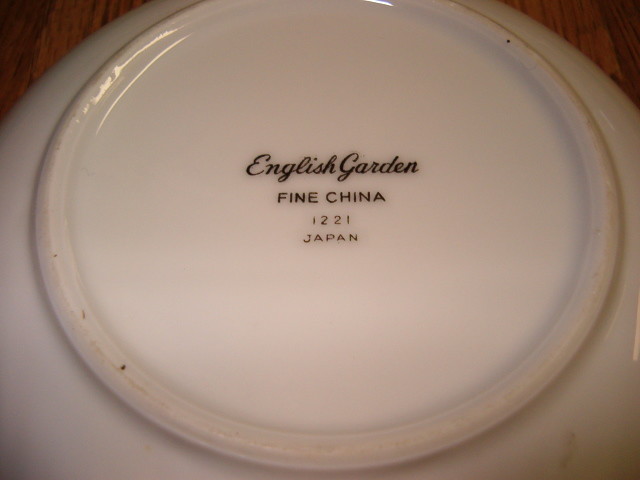 English Garden
FINE CHINA
1221
JAPAN